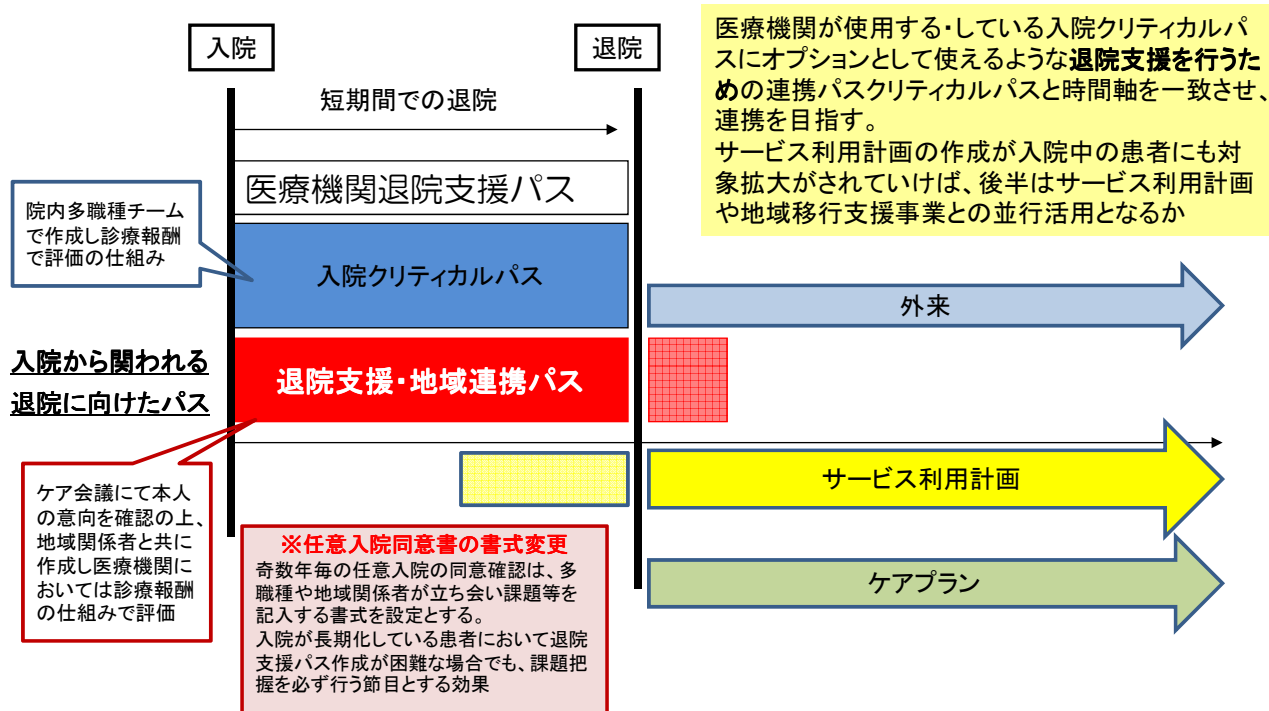 入院
退院
医療機関が使用する・している入院クリティカルパ
スにオプションとして使えるような退院支援を行うた
めの連携パスクリティカルパスと時間軸を一致させ、
連携を目指す。
サービス利用計画の作成が入院中の患者にも対
象拡大がされていけば、後半はサービス利用計画
や地域移行支援事業との並行活用となるか
短期間での退院
医療機関退院支援パス
院内多職種チーム
で作成し診療報酬
で評価の仕組み
入院クリティカルパス
外来
入院から関われる
退院に向けたパス
退院支援・地域連携パス
サービス利用計画
ケア会議にて本人
の意向を確認の上、
地域関係者と共に
作成し医療機関に
おいては診療報酬
の仕組みで評価
※任意入院同意書の書式変更
奇数年毎の任意入院の同意確認は、多
職種や地域関係者が立ち会い課題等を
記入する書式を設定とする。
入院が長期化している患者において退院
支援パス作成が困難な場合でも、課題把
握を必ず行う節目とする効果
ケアプラン